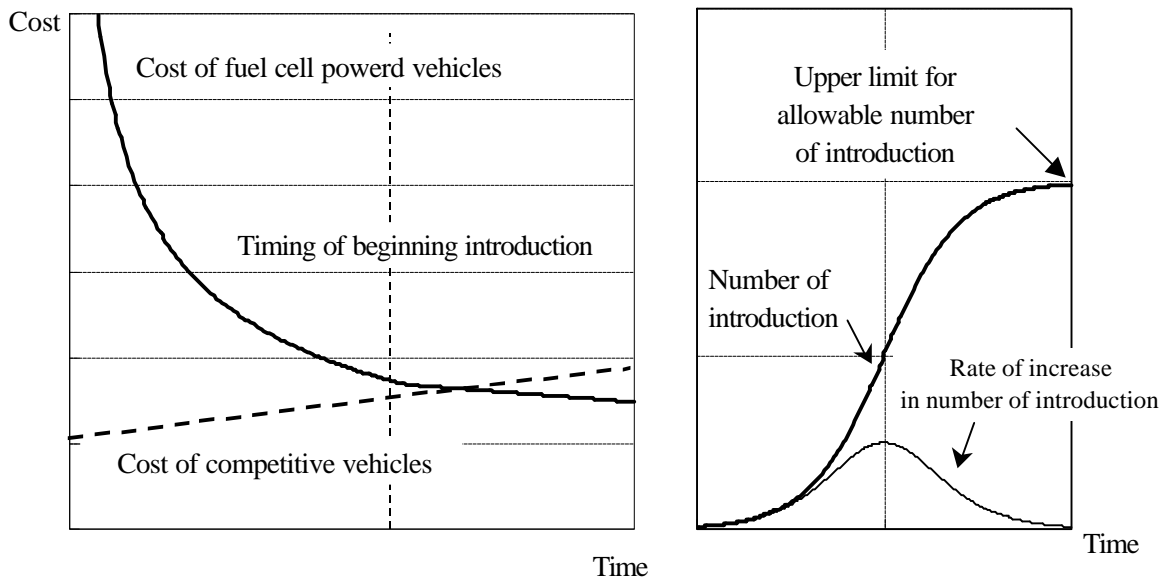 Cost
Cost of fuel cell powerd vehicles
Timing of beginning introduction
Cost of competitive vehicles
Time
Upper limit for
allowable number
of introduction
Number of
introduction
Rate of increase
in number of introduction
Time